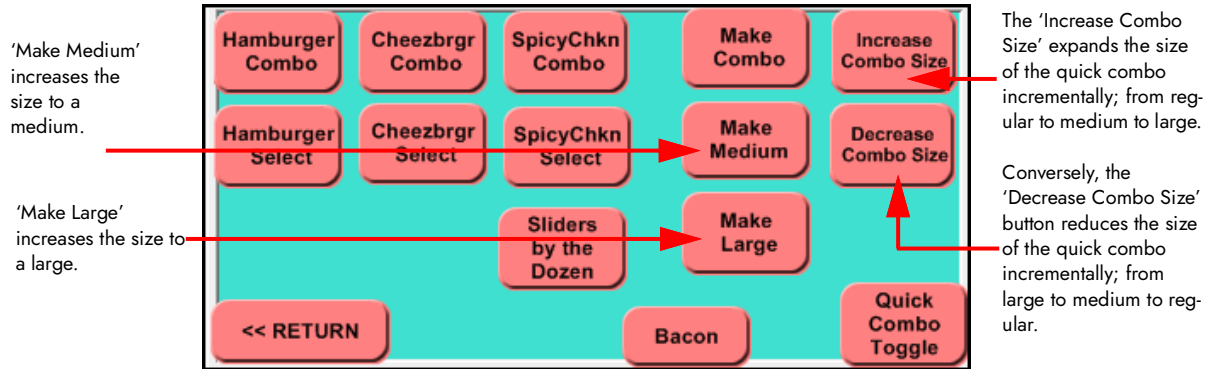 ‘Make Medium’
increases the
size to a
medium.
‘Make Large’
increases the size to
a large.
Hamburger
Combo
Cheezbrgr
Combo
SpicyChkn
Combo
Make
Combo
Increase
Combo Size
Hamburger
Select
Cheezbrgr
Select
SpicyChkn
Select
Make
Medium
Decrease
Combo Size
Sliders
by the
Dozen
Make
Large
<< RETURN
Bacon
Quick
Combo
Toggle
The ‘Increase Combo
Size’ expands the size
of the quick combo
incrementally; from reg-
ular to medium to large.
Conversely, the
‘Decrease Combo Size’
button reduces the size
of the quick combo
incrementally; from
large to medium to reg-
ular.